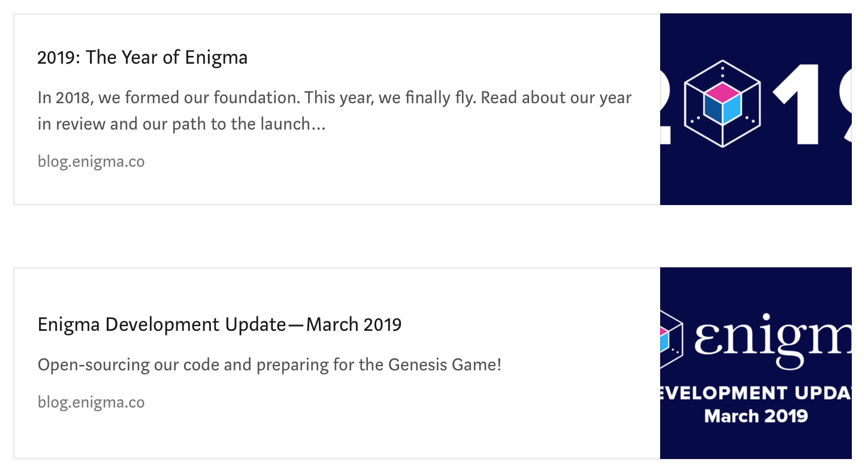 2019: The Year of Enigma
In 2018, we formed our foundation. This year, we finally fly. Read about our year
in review and our path to the launch…
blog.enigma.co
2019
Enigma Development Update — March 2019
Open-sourcing our code and preparing for the Genesis Game!
blog.enigma.co
enigm
EVELOPMENT UPDA
March 2019